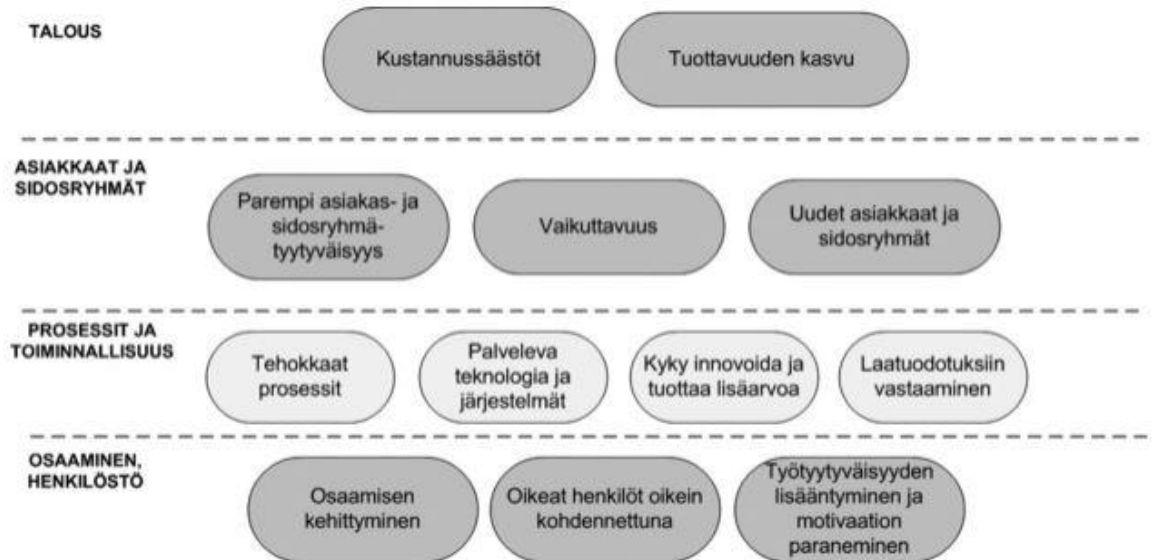 TALOUS
Kustannussäästöt
Tuottavuuden kasvu
ASIAKKAAT JA
SIDOSRYHMÄT
Parempi asiakas- ja
sidosryhmä-
tyytyväisyys
Vaikuttavuus
Uudet asiakkaat ja
sidosryhmät
PROSESSIT JA
TOIMINNALLISUUS
Tehokkaat
prosessit
Palveleva
teknologia ja
järjestelmät
Kyky innovoida ja
tuottaa lisäarvoa
Laatuodotuksiin
vastaaminen
OSAAMINEN,
HENKILÖSTÖ
Osaamisen
kehittyminen
Oikeat henkilöt oikein
kohdennettuna
Työtyytyväisyyden
lisääntyminen ja
motivaation
paraneminen